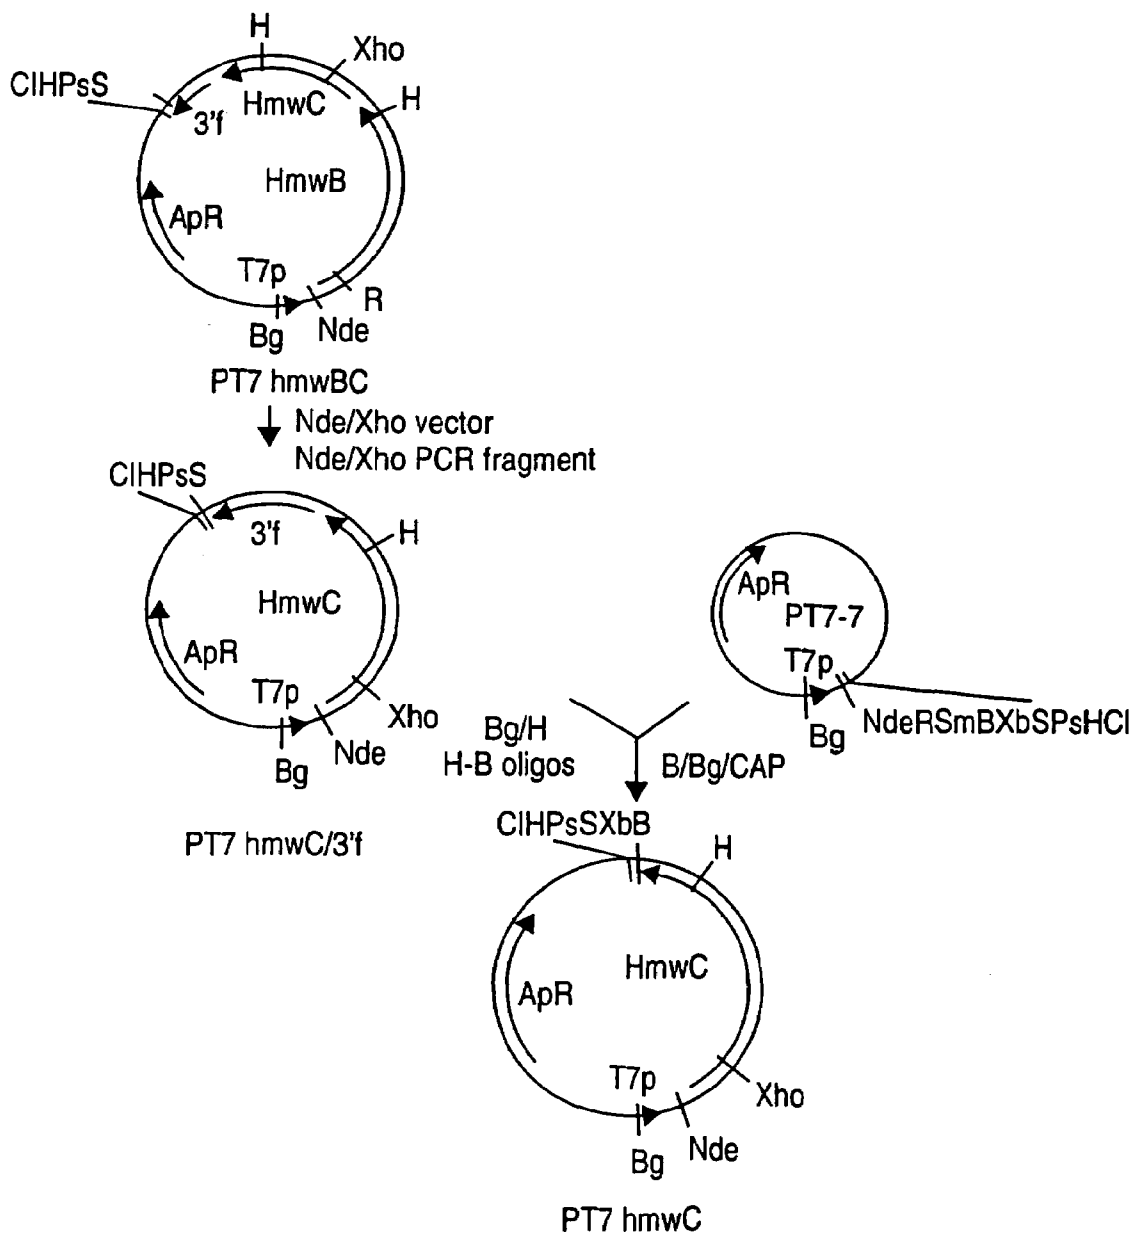 H
Xho
ClHPsS
HmwC
H
3'f
HmwB
ApR
T7p
R
Bg
Nde
PT7 hmwBC
Nde/Xho vector
Nde/Xho PCR fragment
ClHPsS
3'f
H
HmwC
ApR
T7p
Xho
Nde
Bg
PT7 hmwC/3'f
ApR
PT7-7
T7p
NdeRSmBXbSPsHCl
Bg
Bg/H
H-B oligos
B/Bg/CAP
ClHPsSXbB
H
HmwC
ApR
T7p
Xho
Nde
Bg
PT7 hmwC